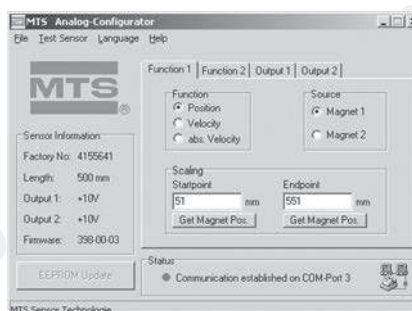 MTS Analog-Configurator
File Test Sensor Language Help
MTS
®
Sensor Information
Factory No: 4155641
Length: 500 mm
Output 1: +10V
Output 2: +10V
Firmware: 398-00-03
EEPROM Update
Function 1 Function 2 Output 1 Output 2
Function
Position
Velocity
abs. Velocity
Source
Magnet 1
Magnet 2
Scaling
Startpoint
51 mm
Get Magnet Pos.
Endpoint
551 mm
Get Magnet Pos.
Status
Communication established on COM-Port 3
MTS Sensor Technologie